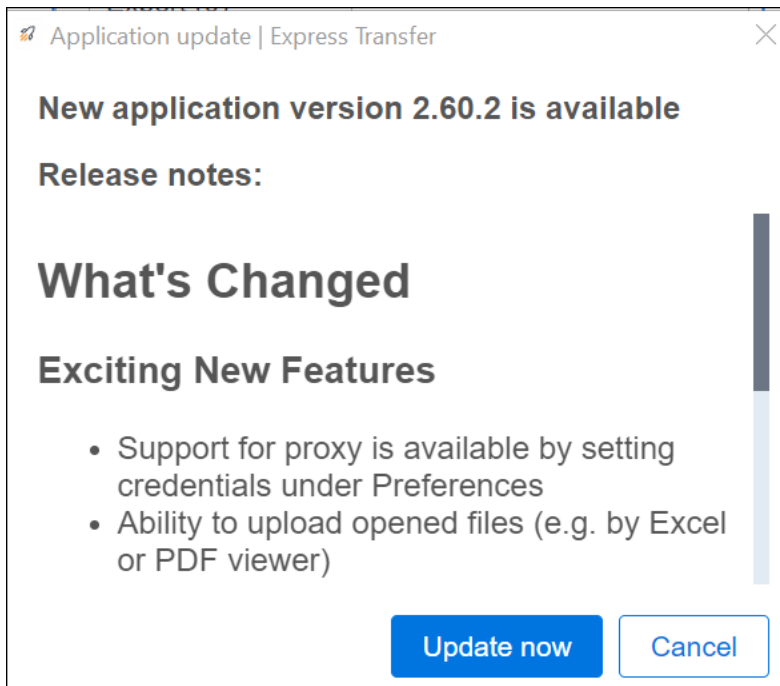 Application update | Express Transfer
New application version 2.60.2 is available
Release notes:
What's Changed
Exciting New Features
• Support for proxy is available by setting
credentials under Preferences
• Ability to upload opened files (e.g. by Excel
or PDF viewer)
Update now
Cancel